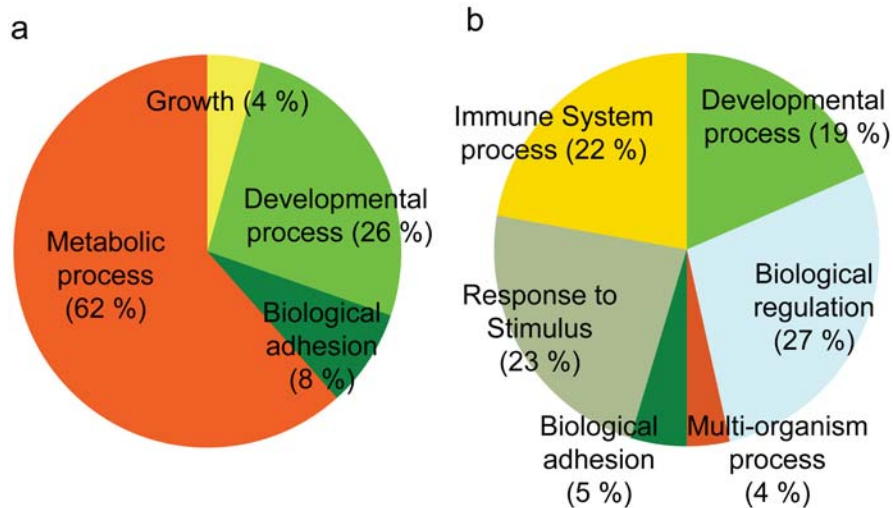 a
Growth (4 %)
Developmental
process (26 %)
Metabolic
process
(62 %)
Biological
adhesion
(8 %)
b
Immune System
process (22 %)
Developmental
process (19 %)
Biological
regulation
(27 %)
Response to
Stimulus
(23 %)
Biological
adhesion
(5 %)
Multi-organism
process
(4 %)